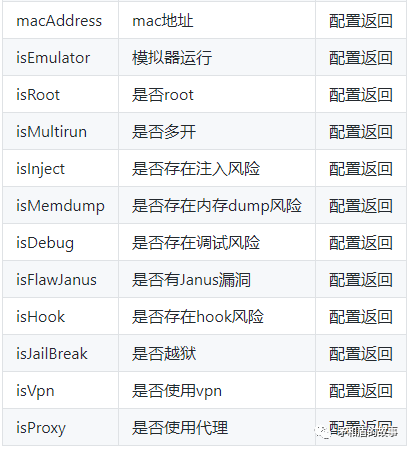 macAddress mac地址 配置返回
isEmulator 模拟器运行 配置返回
isRoot 是否root 配置返回
isMultirun 是否多开 配置返回
isInject 是否存在注入风险 配置返回
isMemdump 是否存在内存dump风险 配置返回
isDebug 是否存在调试风险 配置返回
isFlawJanus 是否有Janus漏洞 配置返回
isHook 是否存在hook风险 配置返回
isJailBreak 是否越狱 配置返回
isVpn 是否使用vpn 配置返回
isProxy 是否使用代理 配置返回
和盾的故事